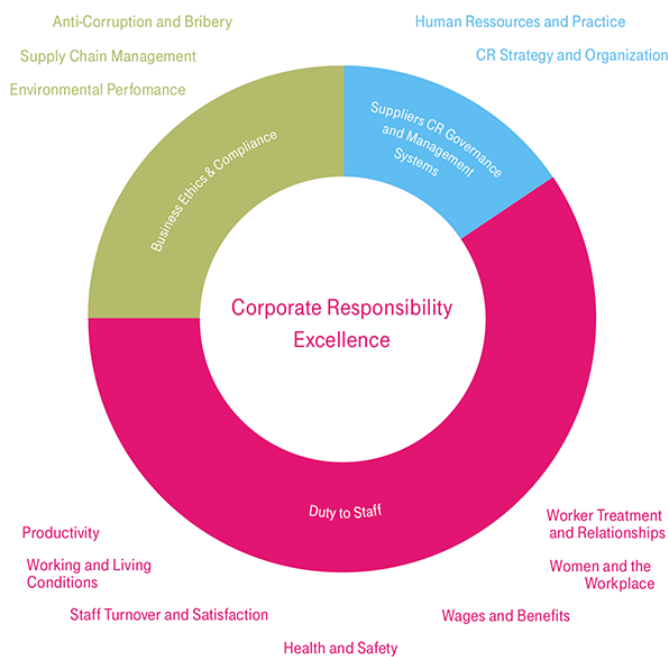 Anti-Corruption and Bribery
Supply Chain Management
Environmental Perfomance
Human Ressources and Practice
CR Strategy and Organization
Business Ethics & Compliance
Suppliers CR Governance
and Management
Systems
Corporate Responsibility
Excellence
Duty to Staff
Productivity
Working and Living
Conditions
Staff Turnover and Satisfaction
Health and Safety
Wages and Benefits
Women and the
Workplace
Worker Treatment
and Relationships